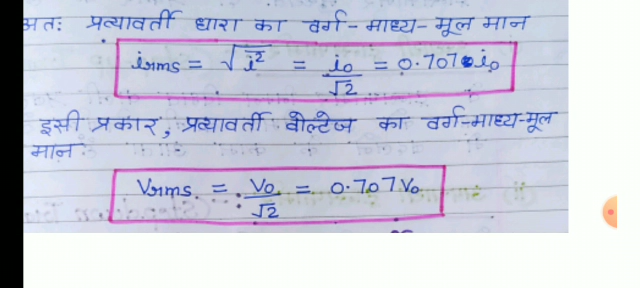 अतः प्रत्यावर्ती धारा का वर्ग-माध्य-मूल मान
irms = √i² = i₀/√2 = 0.707 i₀
इसी प्रकार, प्रत्यावर्ती वोल्टेज का वर्ग-माध्य-मूल
मान
Vrms = V₀/√2 = 0.707 V₀